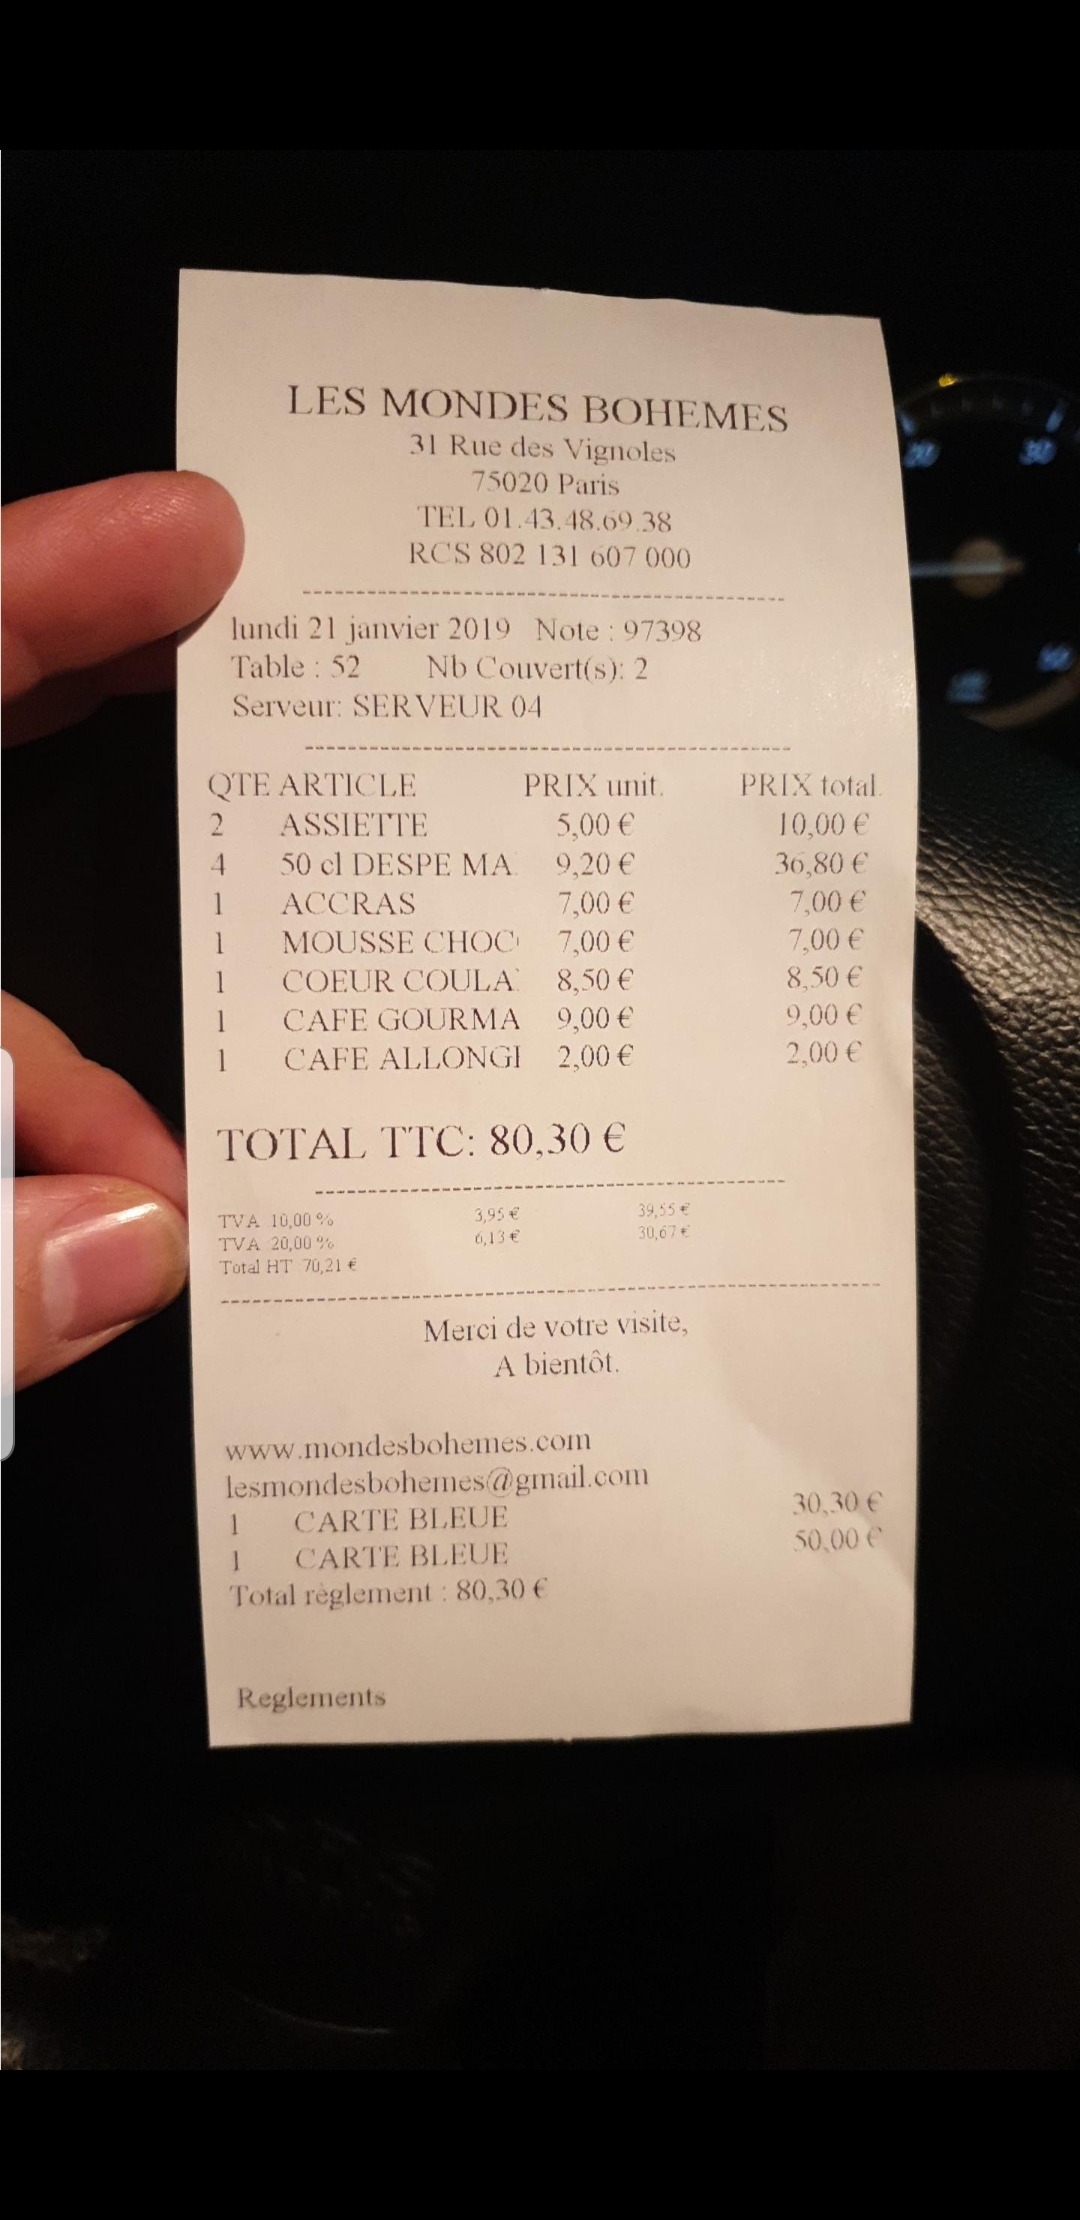 LES MONDES BOHEMES
31 Rue des Vignoles
75020 Paris
TEL 01.43.48.69.38
RCS 802 131 607 000
lundi 21 janvier 2019 Note : 97398
Table : 52 Nb Couvert(s): 2
Serveur: SERVEUR 04
QTE ARTICLE PRIX unit. PRIX total.
2 ASSIETTE 5,00 € 10,00 €
4 50 cl DESPE MA 9,20 € 36,80 €
1 ACCRAS 7,00 € 7,00 €
1 MOUSSE CHOC 7,00 € 7,00 €
1 COEUR COULA 8,50 € 8,50 €
1 CAFE GOURMA 9,00 € 9,00 €
1 CAFE ALLONG 2,00 € 2,00 €
TOTAL TTC: 80,30 €
TVA 10,00 % 3,95 € 39,55 €
TVA 20,00 % 6,13 € 30,67 €
Total HT 70,21 €
Merci de votre visite,
A bientôt.
www.mondesbohemes.com
lesmondesbohemes@gmail.com
1 CARTE BLEUE 30,30 €
1 CARTE BLEUE 50,00 €
Total règlement : 80,30 €
Reglements